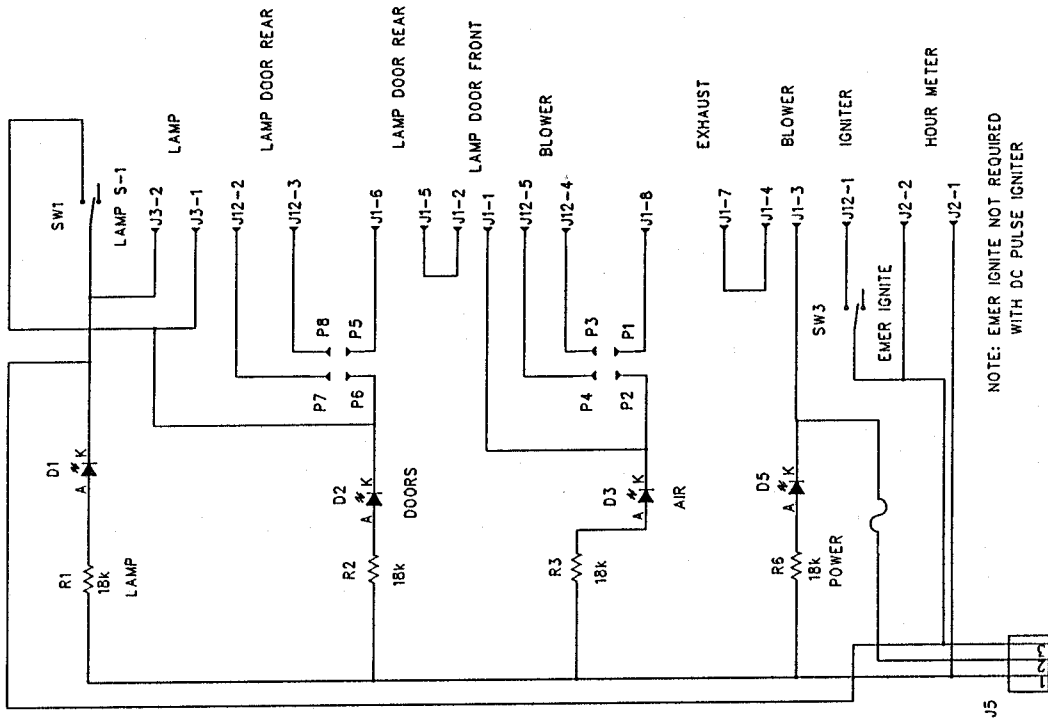 SW1
LAMP S-1
J3-2
LAMP
J3-1
J12-2
LAMP DOOR REAR
J12-3
J1-6
LAMP DOOR REAR
J1-5
J1-2
LAMP DOOR FRONT
J1-1
J12-5
BLOWER
J12-4
J1-8
J1-7
EXHAUST
J1-4
J1-3
BLOWER
J12-1
IGNITER
J2-2
HOUR METER
J2-1
SW3
EMER IGNITE
P7
P8
P6
P5
P4
P3
P2
P1
R1
18k
LAMP
D1
A
K
R2
18k
D2
A
K
DOORS
R3
18k
D3
A
K
AIR
R6
18k
POWER
D5
A
K
J5
1
2
3
NOTE: EMER IGNITE NOT REQUIRED
WITH DC PULSE IGNITER